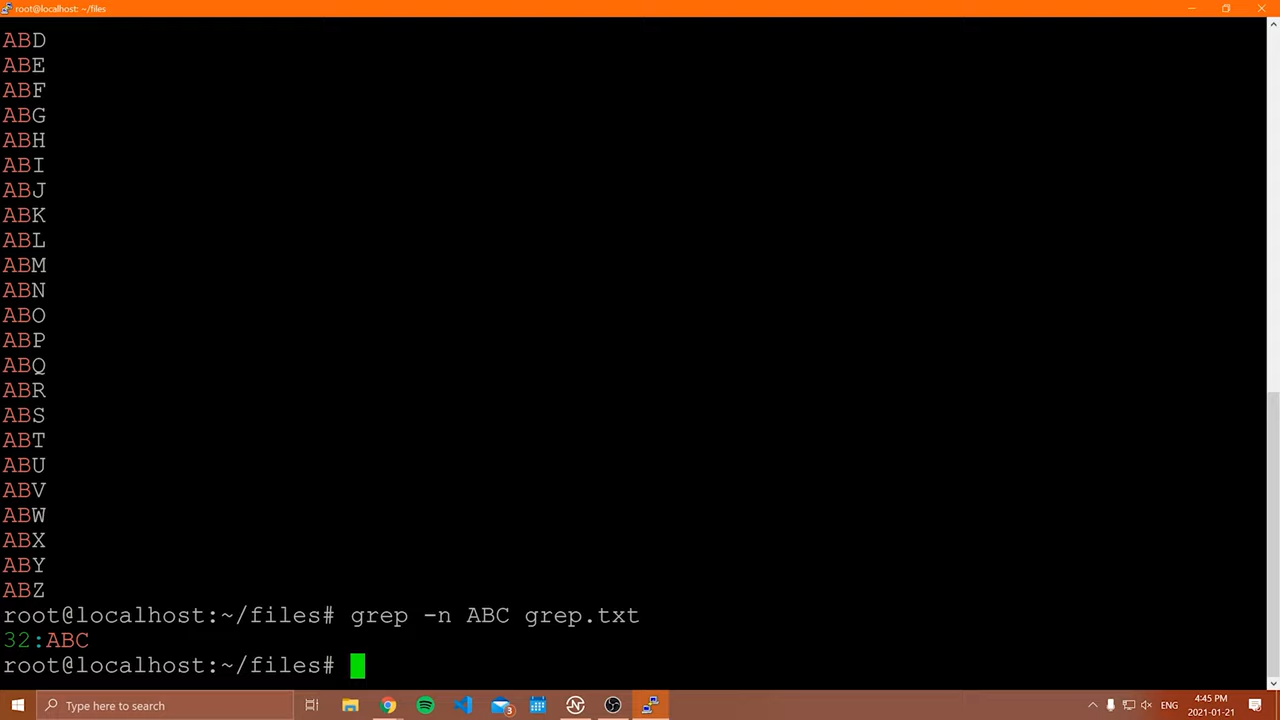 root@localhost: ~/files
ABD
ABE
ABF
ABG
ABH
ABI
ABJ
ABK
ABL
ABM
ABN
ABO
ABP
ABQ
ABR
ABS
ABT
ABU
ABV
ABW
ABX
ABY
ABZ
root@localhost:~/files# grep -n ABC grep.txt
32:ABC
root@localhost:~/files#
Type here to search
3
ENG
4:45 PM
2021-01-21